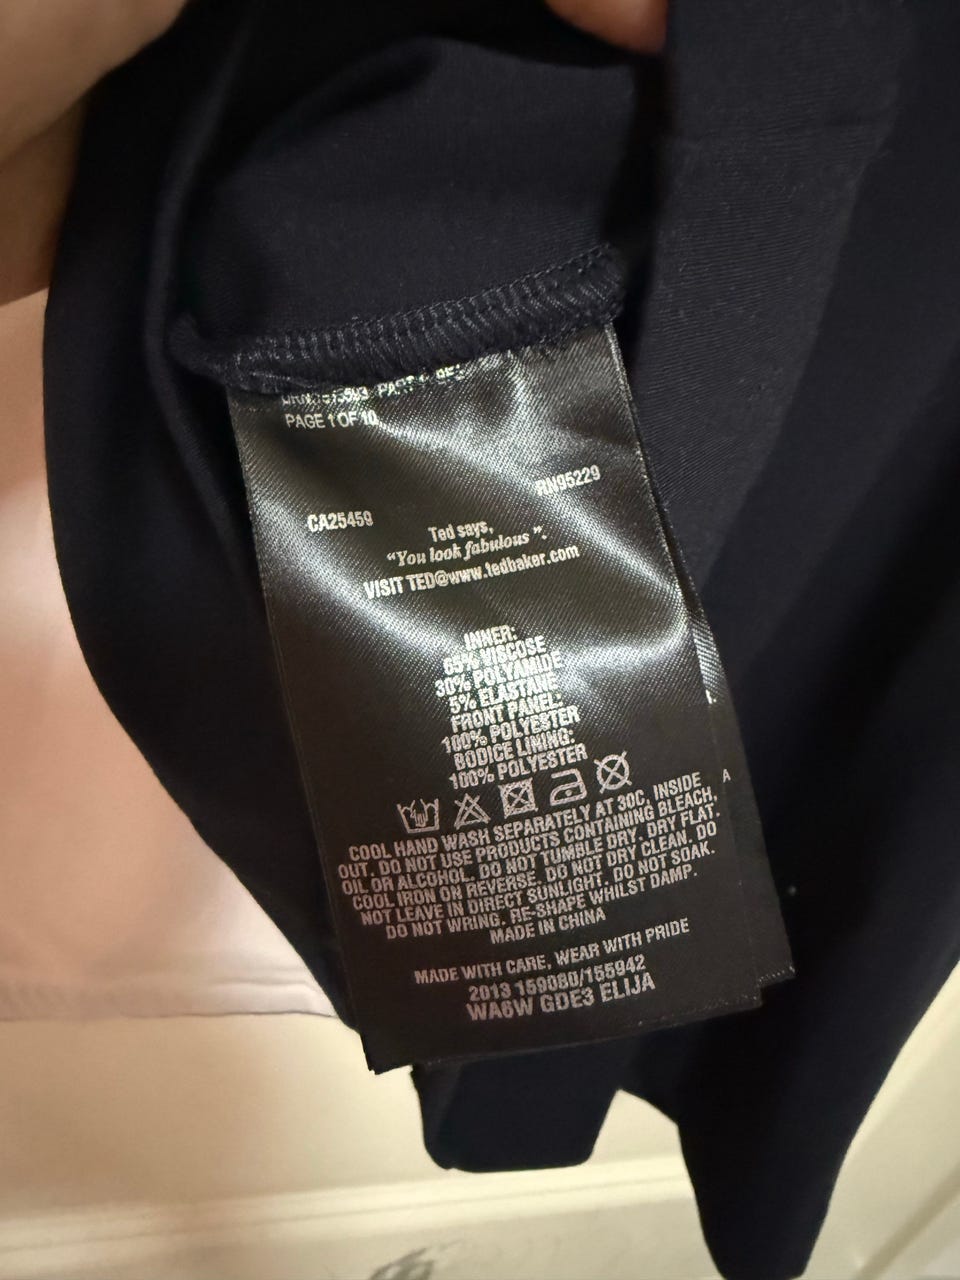 PAGE 1 OF 10
RN95229
CA25459
Ted says,
"You look fabulous".
VISIT TED@www.tedbaker.com
INNER:
65% VISCOSE
30% POLYAMIDE
5% ELASTANE
FRONT PANEL:
100% POLYESTER
BODICE LINING:
100% POLYESTER
COOL HAND WASH SEPARATELY AT 30C, INSIDE
OUT. DO NOT USE PRODUCTS CONTAINING BLEACH,
OIL OR ALCOHOL. DO NOT TUMBLE DRY. DRY FLAT.
COOL IRON ON REVERSE. DO NOT DRY CLEAN. DO
NOT LEAVE IN DIRECT SUNLIGHT. DO NOT SOAK.
DO NOT WRING. RE-SHAPE WHILST DAMP.
MADE IN CHINA
MADE WITH CARE, WEAR WITH PRIDE
2013 159080/155942
WA6W GDE3 ELIJA